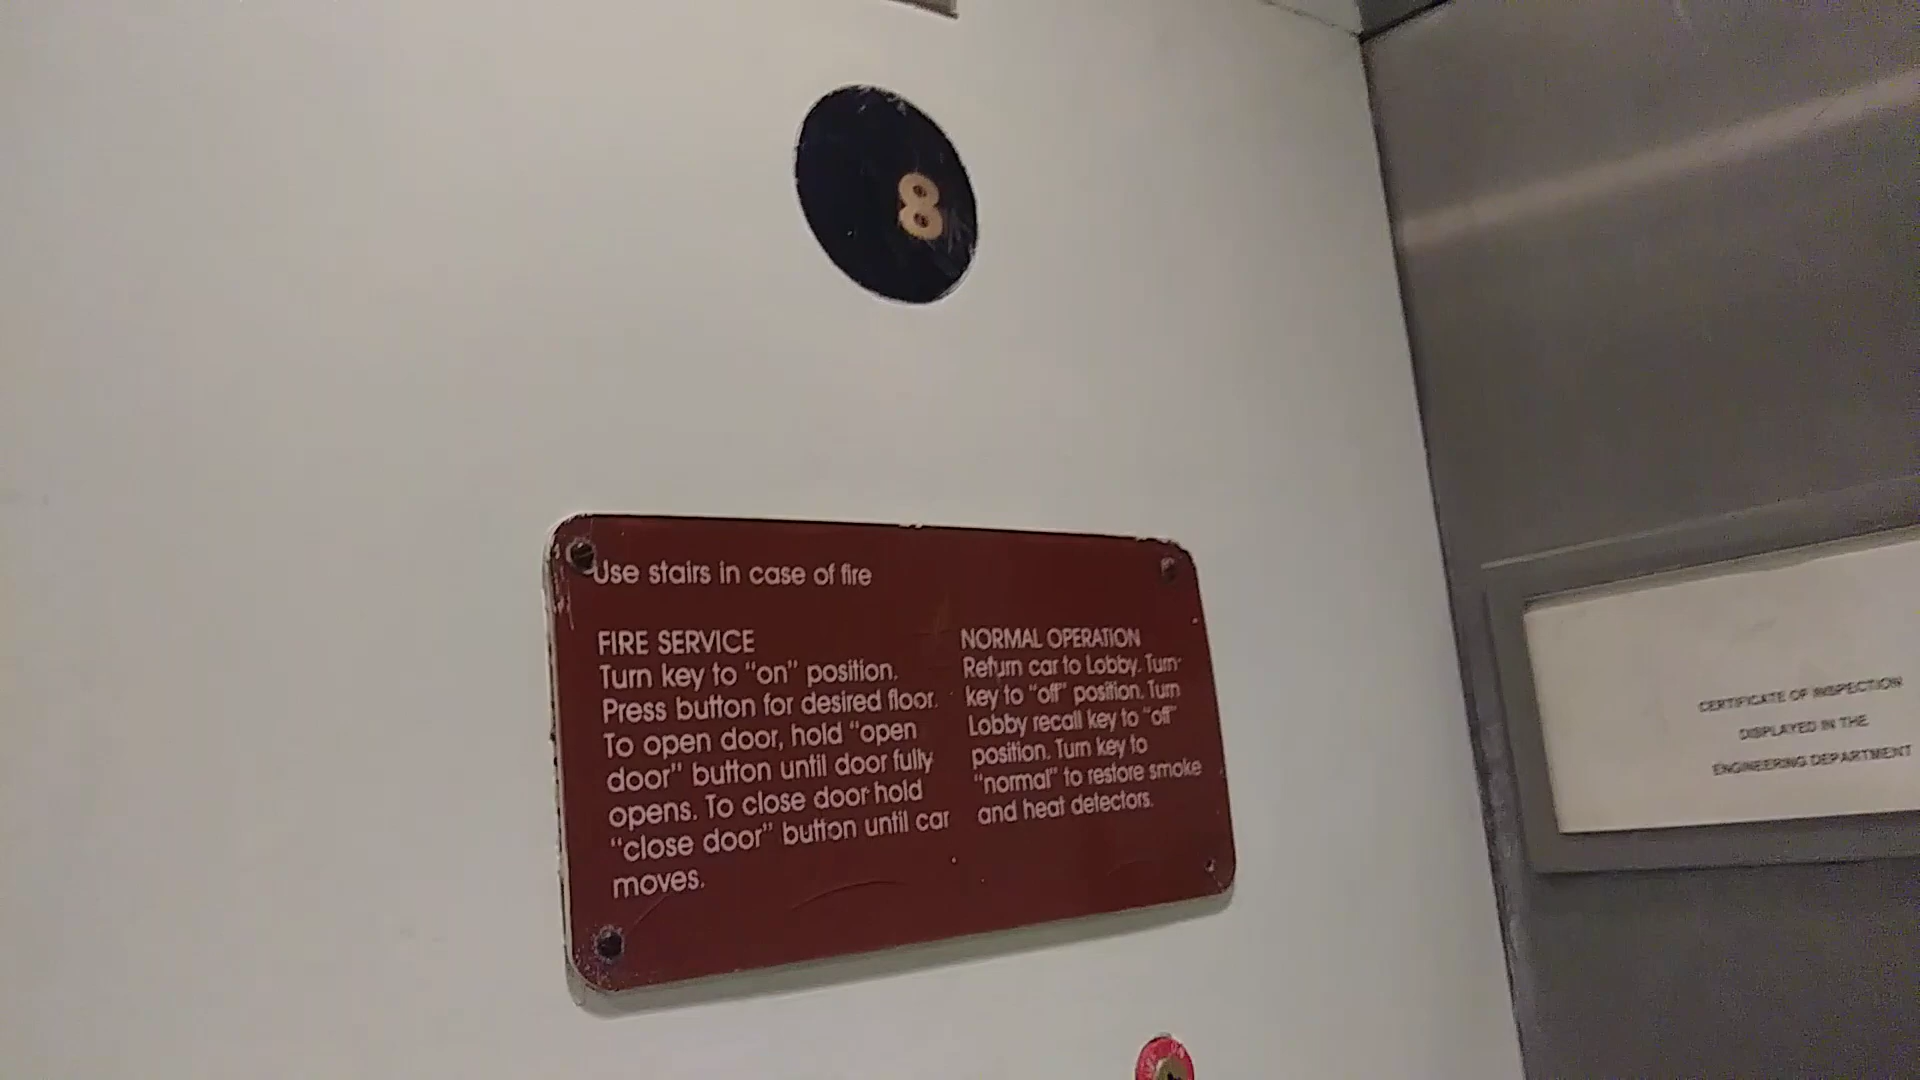 8
Use stairs in case of fire
FIRE SERVICE
Turn key to "on" position.
Press button for desired floor.
To open door, hold "open
door" button until door fully
opens. To close door hold
"close door" button until car
moves.
NORMAL OPERATION
Return car to Lobby. Turn
key to "off" position. Turn
Lobby recall key to "off"
position. Turn key to
"normal" to restore smoke
and heat detectors.
CERTIFICATE OF INSPECTION
DISPLAYED IN THE
ENGINEERING DEPARTMENT